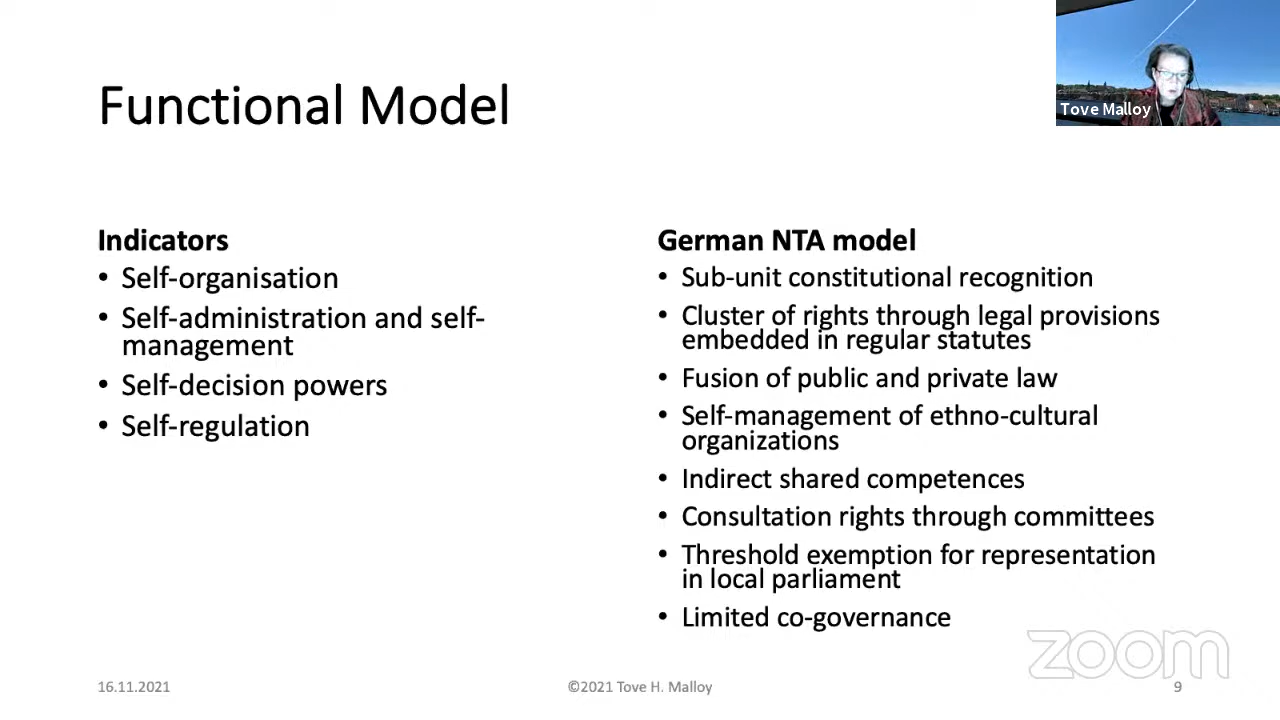 Functional Model
Tove Malloy
Indicators
• Self-organisation
• Self-administration and self-
management
• Self-decision powers
• Self-regulation
German NTA model
• Sub-unit constitutional recognition
• Cluster of rights through legal provisions
embedded in regular statutes
• Fusion of public and private law
• Self-management of ethno-cultural
organizations
• Indirect shared competences
• Consultation rights through committees
• Threshold exemption for representation
in local parliament
• Limited co-governance
zoom
16.11.2021
©2021 Tove H. Malloy
9